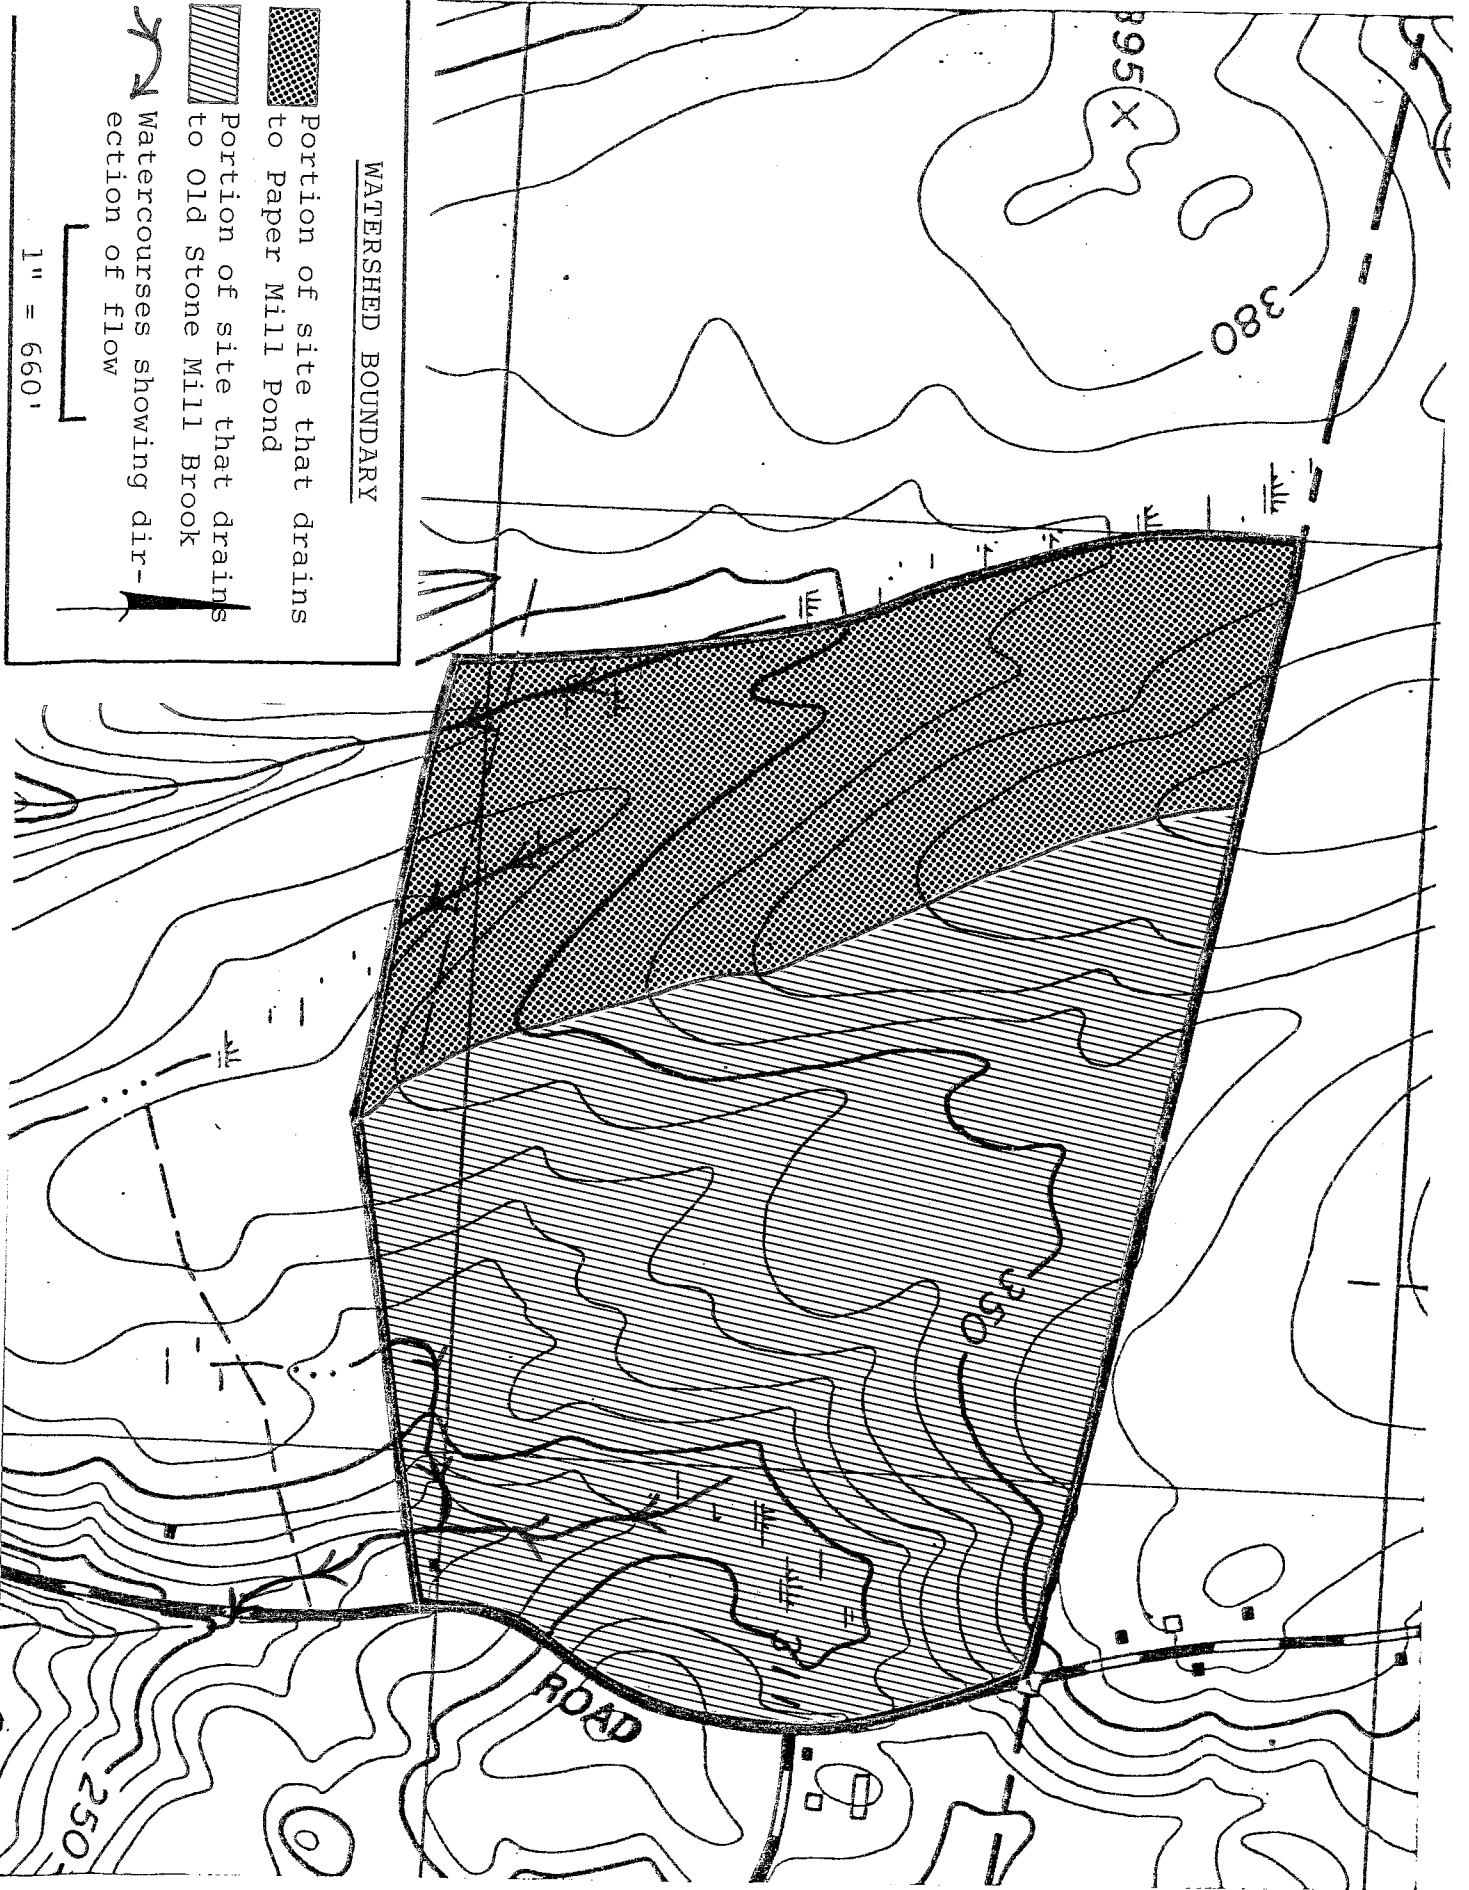 WATERSHED BOUNDARY
Portion of site that drains
to Paper Mill Pond
Portion of site that drains
to Old Stone Mill Brook
Watercourses showing dir-
ection of flow
1" = 660'
395
380
350
ROAD
250